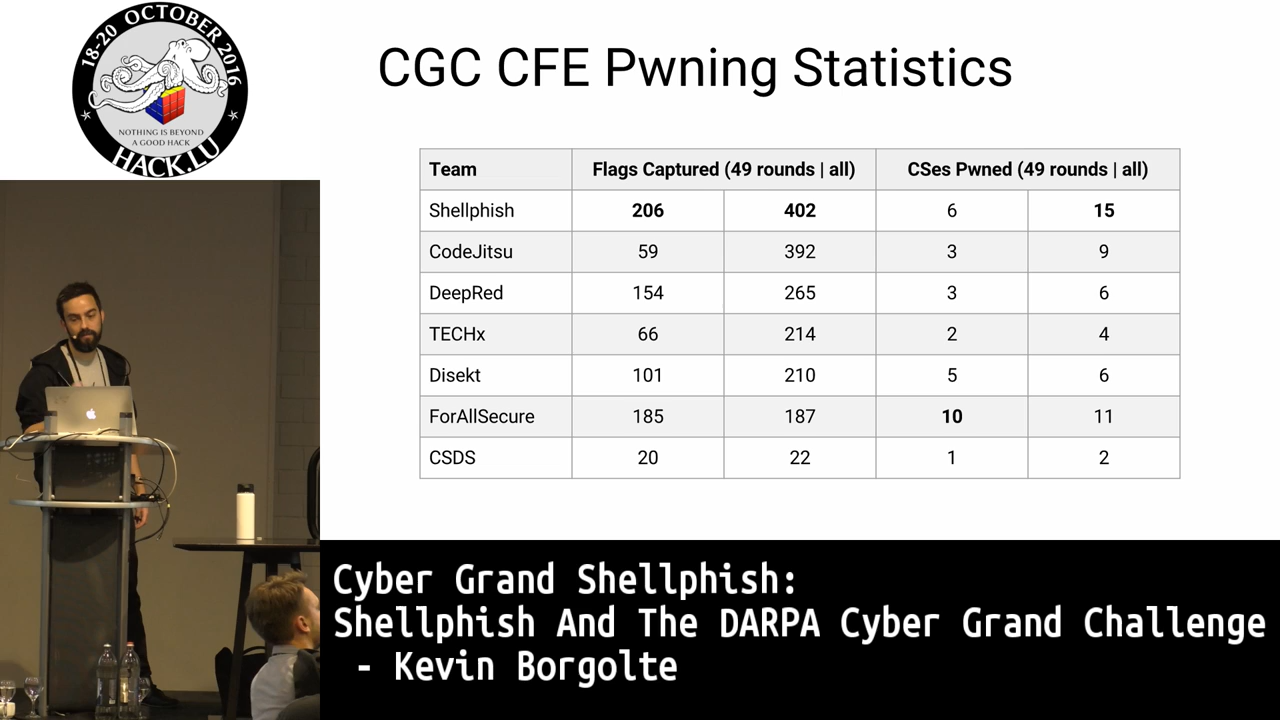 18-20 OCTOBER 2016
NOTHING IS BEYOND
A GOOD HACK
HACK.LU
CGC CFE Pwning Statistics
Team Flags Captured (49 rounds | all) CSes Pwned (49 rounds | all)
Shellphish 206 402 6 15
CodeJitsu 59 392 3 9
DeepRed 154 265 3 6
TECHx 66 214 2 4
Disekt 101 210 5 6
ForAllSecure 185 187 10 11
CSDS 20 22 1 2
Cyber Grand Shellphish:
Shellphish And The DARPA Cyber Grand Challenge
- Kevin Borgolte